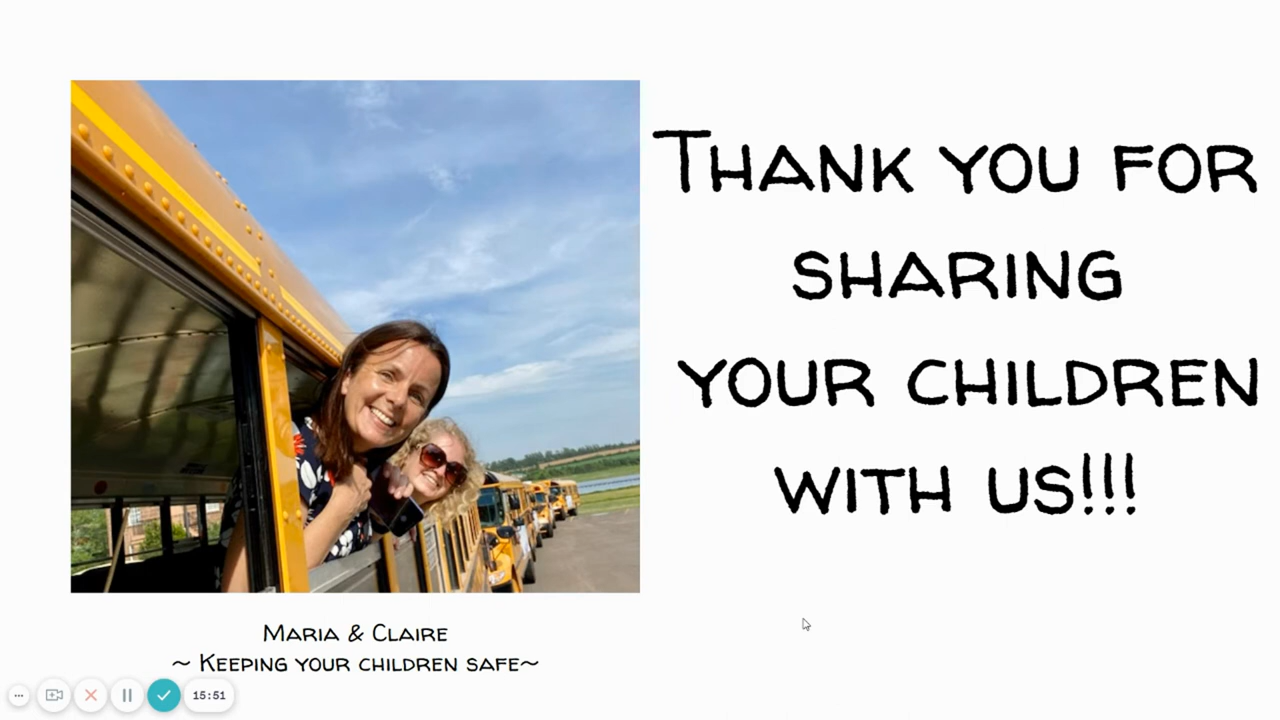 Thank you for
sharing
your children
with us!!!
Maria & Claire
~ Keeping your children safe~
15:51